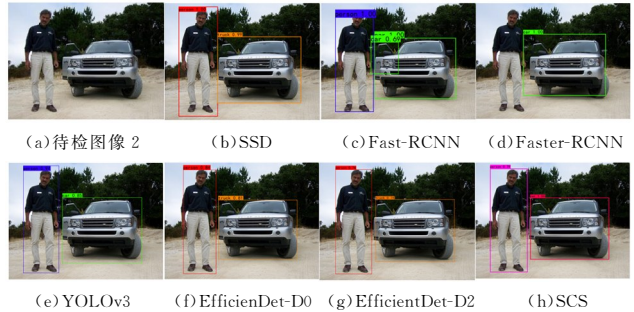 (a)待检图像 2
(b)SSD
(c)Fast-RCNN
(d)Faster-RCNN
(e)YOLOv3
(f)EfficienDet-D0
(g)EfficientDet-D2
(h)SCS